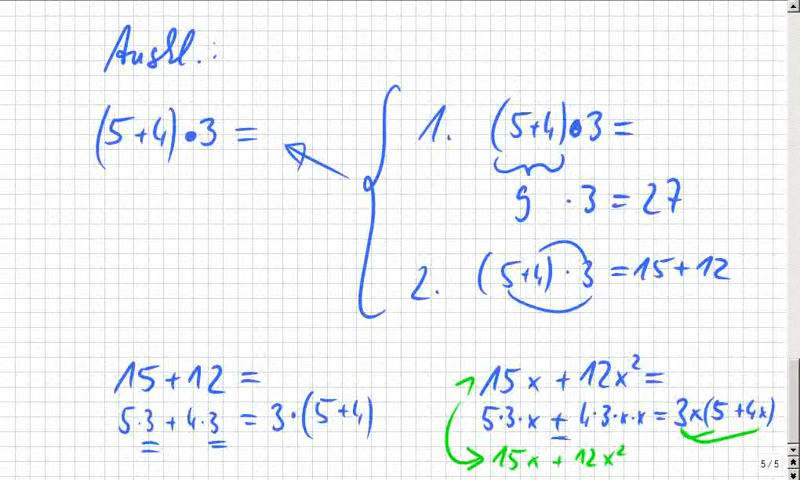 (5+4)•3 =
1. (5+4)•3 =
9 · 3 = 27
2. (5+4) · 3 = 15 + 12
15 + 12 =
5·3 + 4·3 = 3·(5+4)
15x + 12x² =
5·3·x + 4·3·x·x = 3x(5 + 4x)
15x + 12x²
5/5